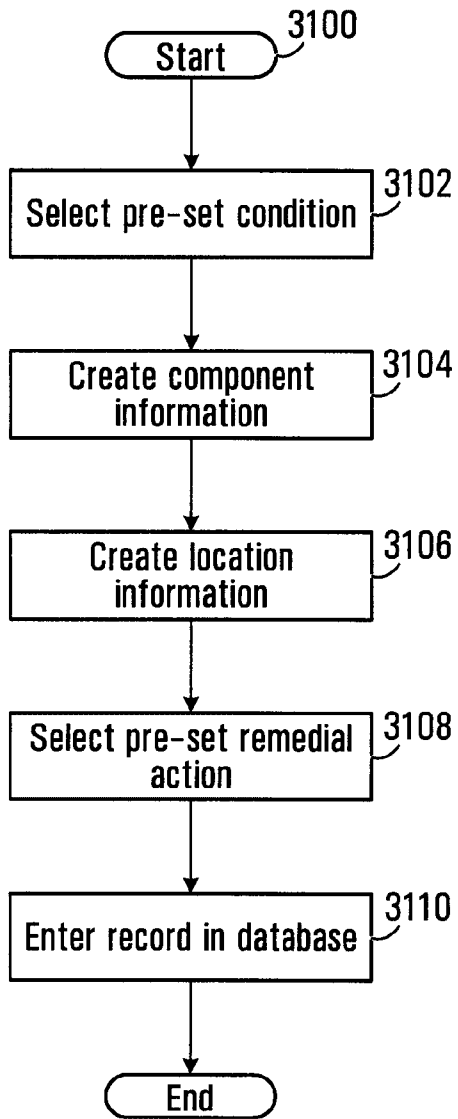 Start
3100
3102
Select pre-set condition
3104
Create component
information
3106
Create location
information
3108
Select pre-set remedial
action
3110
Enter record in database
End